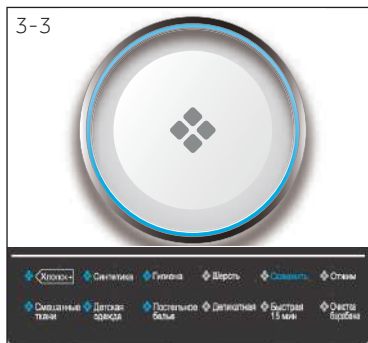 3-3
Хлопок+ Синтетика Гигиена Шерсть Освежить Отжим
Смешанные Детская Постельное Деликатная Быстрая Очистка
ткани одежда белье 15 мин барабана